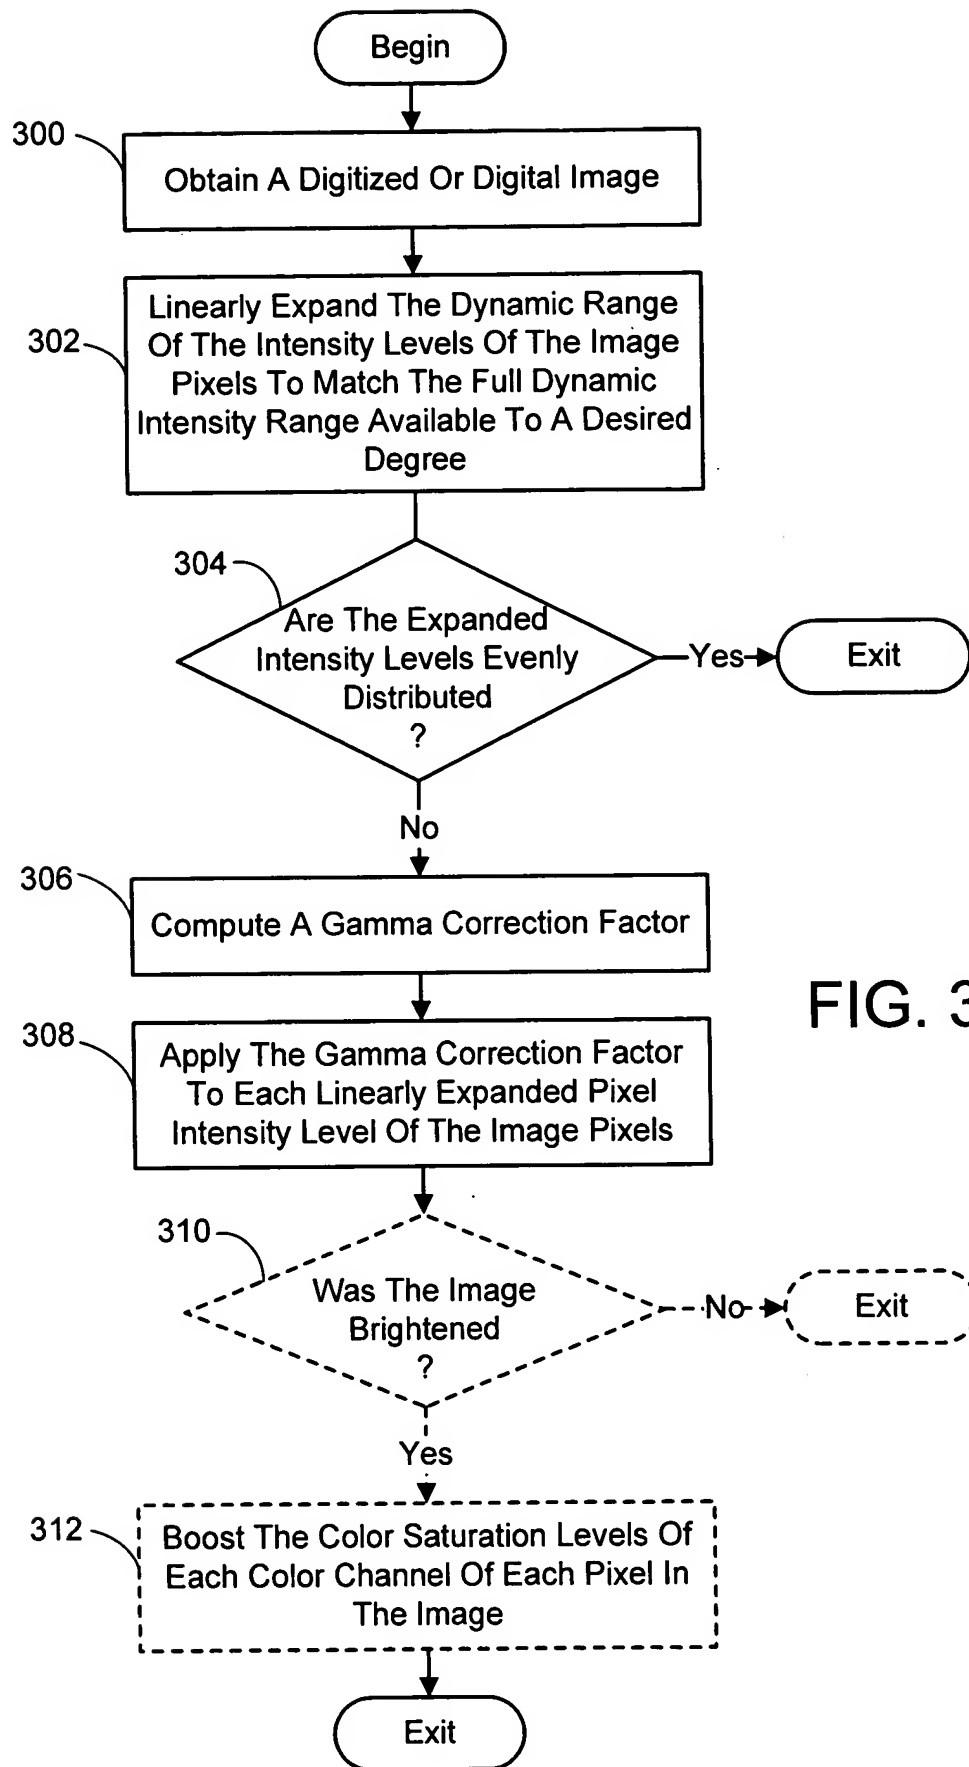 Begin
300
Obtain A Digitized Or Digital Image
302
Linearly Expand The Dynamic Range
Of The Intensity Levels Of The Image
Pixels To Match The Full Dynamic
Intensity Range Available To A Desired
Degree
304
Are The Expanded
Intensity Levels Evenly
Distributed
?
Yes
Exit
No
306
Compute A Gamma Correction Factor
FIG. 3
308
Apply The Gamma Correction Factor
To Each Linearly Expanded Pixel
Intensity Level Of The Image Pixels
310
Was The Image
Brightened
?
No
Exit
Yes
312
Boost The Color Saturation Levels Of
Each Color Channel Of Each Pixel In
The Image
Exit